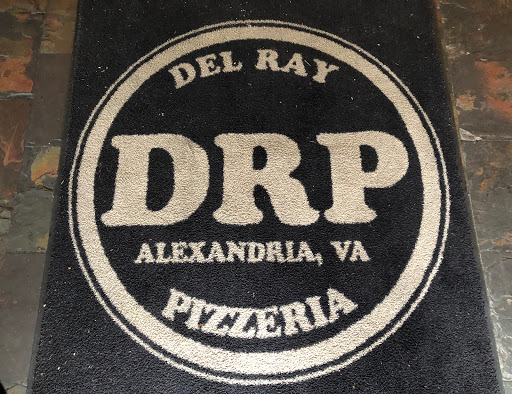 DEL RAY
DRP
ALEXANDRIA, VA
PIZZERIA